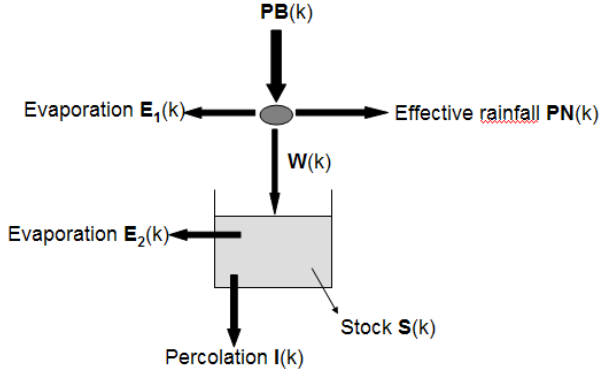 PB(k)
Evaporation E₁(k)
Effective rainfall PN(k)
W(k)
Evaporation E₂(k)
Stock S(k)
Percolation I(k)